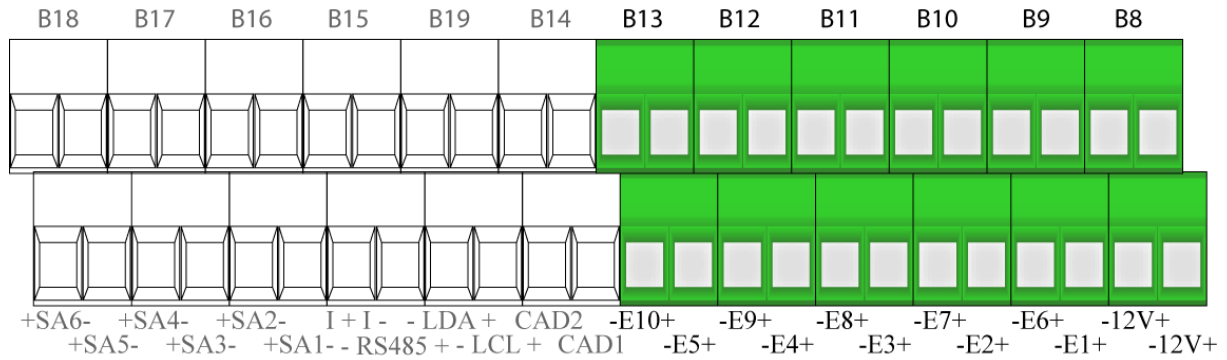 B18 B17 B16 B15 B19 B14 B13 B12 B11 B10 B9 B8
+SA6- +SA4- +SA2- I + I - - LDA + CAD2 -E10+ -E9+ -E8+ -E7+ -E6+ -12V+
+SA5- +SA3- +SA1- - RS485 + - LCL + CAD1 -E5+ -E4+ -E3+ -E2+ -E1+ -12V+